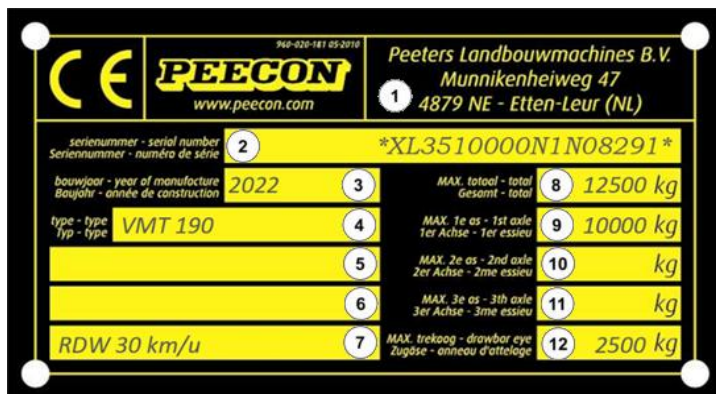 960-020-181 05-2010
CE
PEECON
www.peecon.com
Peeters Landbouwmachines B.V.
Munnikenheiweg 47
1 4879 NE - Etten-Leur (NL)
serienummer - serial number
Seriennummer - numéro de série
2 *XL3510000N1N08291*
bouwjaar - year of manufacture
Baujahr - année de construction
2022 3
type - type
Typ - type
VMT 190 4
5
6
RDW 30 km/u 7
MAX. totaal - total
Gesamt - total
8 12500 kg
MAX. 1e as - 1st axle
1er Achse - 1er essieu
9 10000 kg
MAX. 2e as - 2nd axle
2er Achse - 2me essieu
10 kg
MAX. 3e as - 3th axle
3er Achse - 3me essieu
11 kg
MAX. trekoog - drawbar eye
Zugöse - anneau d'attelage
12 2500 kg